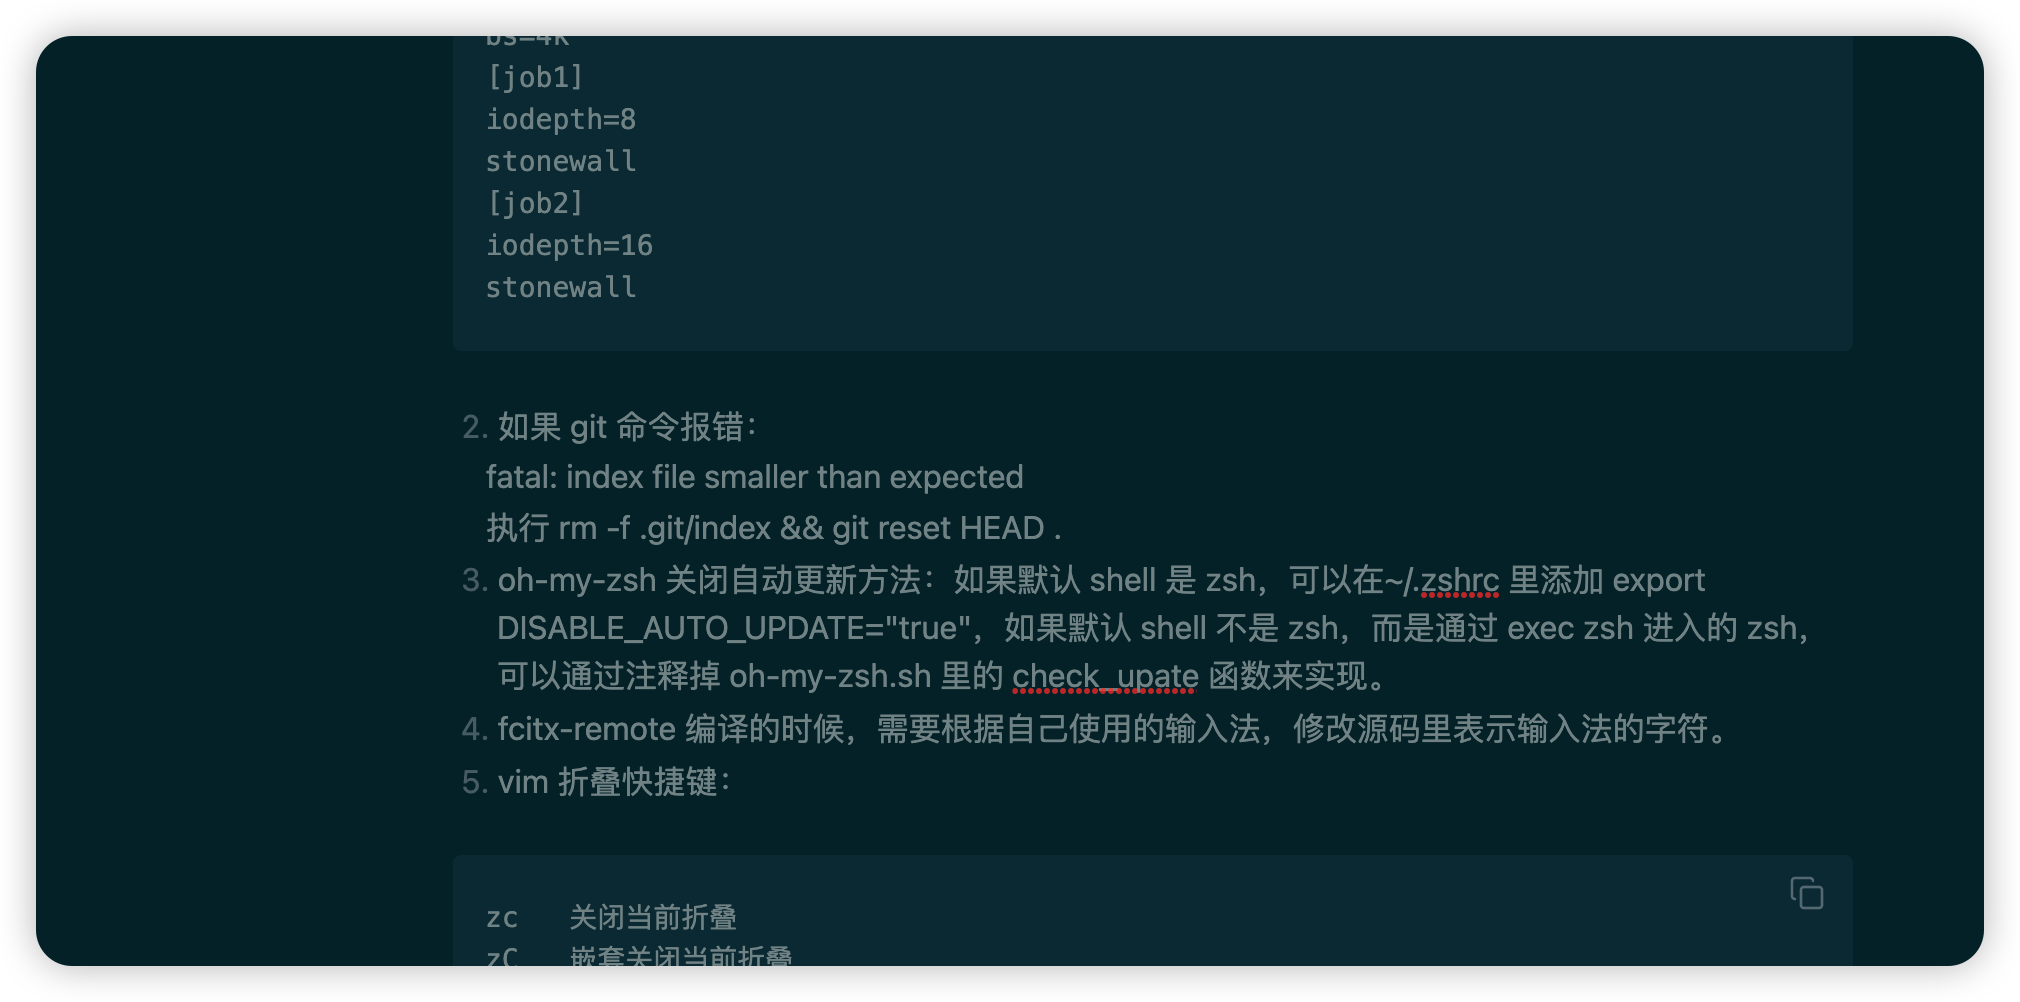 bs=4k
[job1]
iodepth=8
stonewall
[job2]
iodepth=16
stonewall
2. 如果 git 命令报错：
fatal: index file smaller than expected
执行 rm -f .git/index && git reset HEAD .
3. oh-my-zsh 关闭自动更新方法：如果默认 shell 是 zsh，可以在~/.zshrc 里添加 export
DISABLE_AUTO_UPDATE="true"，如果默认 shell 不是 zsh，而是通过 exec zsh 进入的 zsh，
可以通过注释掉 oh-my-zsh.sh 里的 check_upate 函数来实现。
4. fcitx-remote 编译的时候，需要根据自己使用的输入法，修改源码里表示输入法的字符。
5. vim 折叠快捷键：
zc 关闭当前折叠
zC 嵌套关闭当前折叠